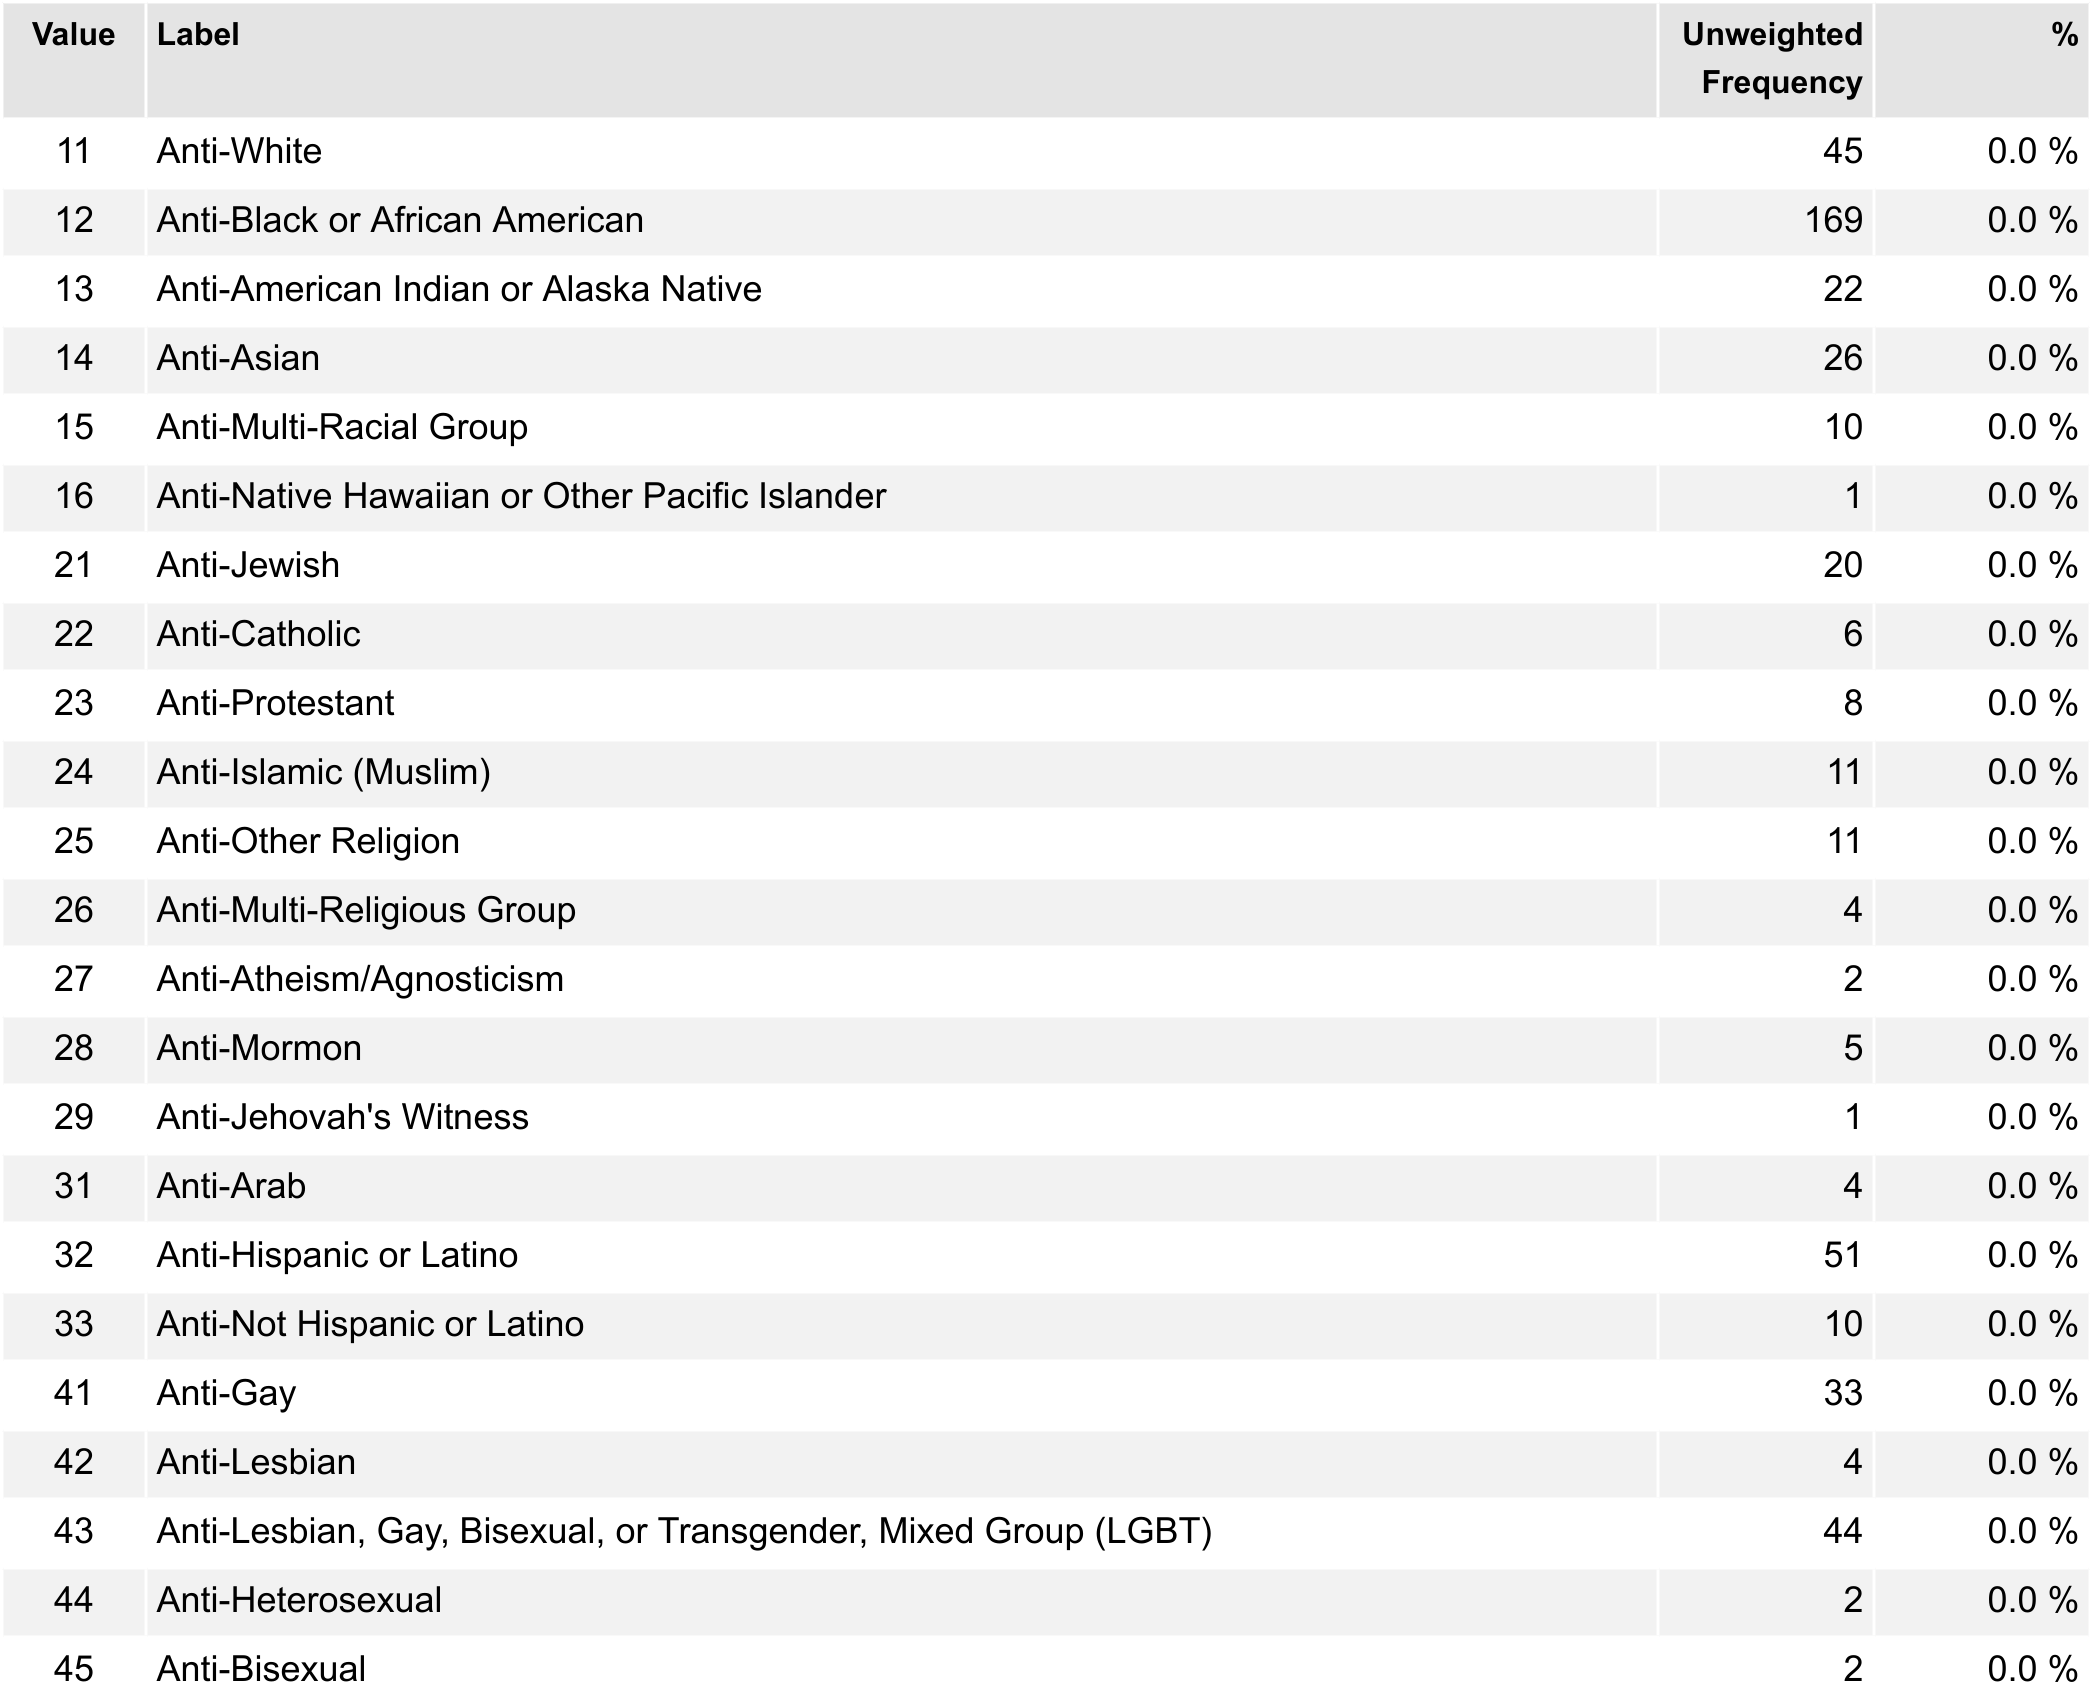 Value Label Unweighted Frequency %
11 Anti-White 45 0.0 %
12 Anti-Black or African American 169 0.0 %
13 Anti-American Indian or Alaska Native 22 0.0 %
14 Anti-Asian 26 0.0 %
15 Anti-Multi-Racial Group 10 0.0 %
16 Anti-Native Hawaiian or Other Pacific Islander 1 0.0 %
21 Anti-Jewish 20 0.0 %
22 Anti-Catholic 6 0.0 %
23 Anti-Protestant 8 0.0 %
24 Anti-Islamic (Muslim) 11 0.0 %
25 Anti-Other Religion 11 0.0 %
26 Anti-Multi-Religious Group 4 0.0 %
27 Anti-Atheism/Agnosticism 2 0.0 %
28 Anti-Mormon 5 0.0 %
29 Anti-Jehovah's Witness 1 0.0 %
31 Anti-Arab 4 0.0 %
32 Anti-Hispanic or Latino 51 0.0 %
33 Anti-Not Hispanic or Latino 10 0.0 %
41 Anti-Gay 33 0.0 %
42 Anti-Lesbian 4 0.0 %
43 Anti-Lesbian, Gay, Bisexual, or Transgender, Mixed Group (LGBT) 44 0.0 %
44 Anti-Heterosexual 2 0.0 %
45 Anti-Bisexual 2 0.0 %